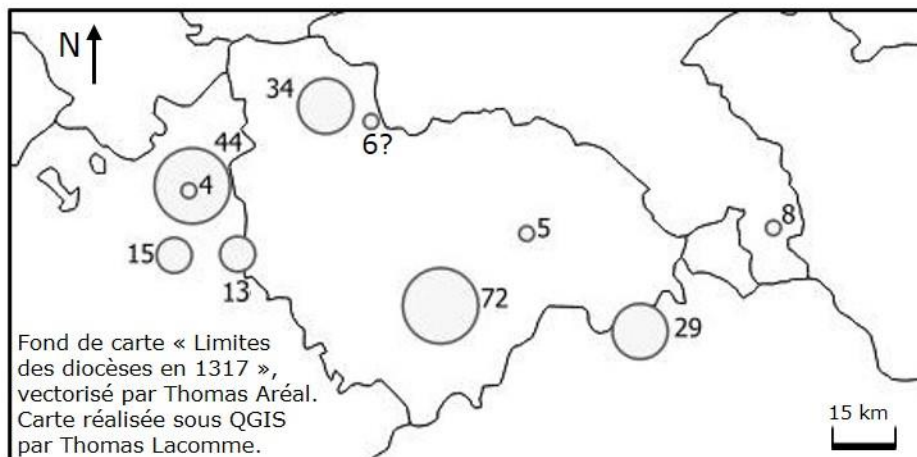 N
34
6?
44
4
8
5
15
13
72
29
Fond de carte « Limites
des diocèses en 1317 »,
vectorisé par Thomas Aréal.
Carte réalisée sous QGIS
par Thomas Lacomme.
15 km